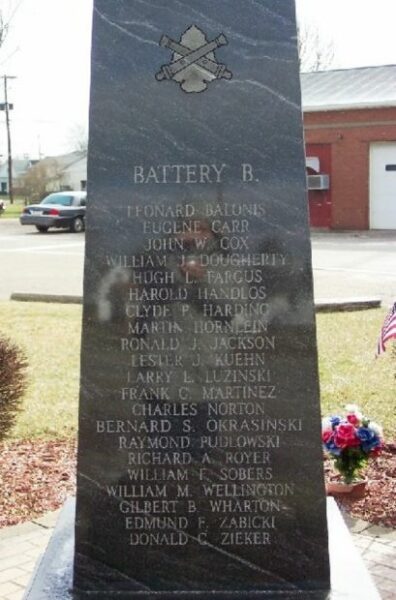 BATTERY B.
LEONARD BALUNIS
EUGENE CARR
JOHN W. COX
WILLIAM J. DOUGHERTY
HUGH L. FARGUS
HAROLD HANDLOS
CLYDE P. HARDING
MARTIN HORNLEIN
RONALD J. JACKSON
LESTER J. KUEHN
LARRY L. LUZINSKI
FRANK C. MARTINEZ
CHARLES NORTON
BERNARD S. OKRASINSKI
RAYMOND PUDLOWSKI
RICHARD A. ROYER
WILLIAM F. SOBERS
WILLIAM M. WELLINGTON
GILBERT B. WHARTON
EDMUND F. ZABICKI
DONALD C. ZIEKER